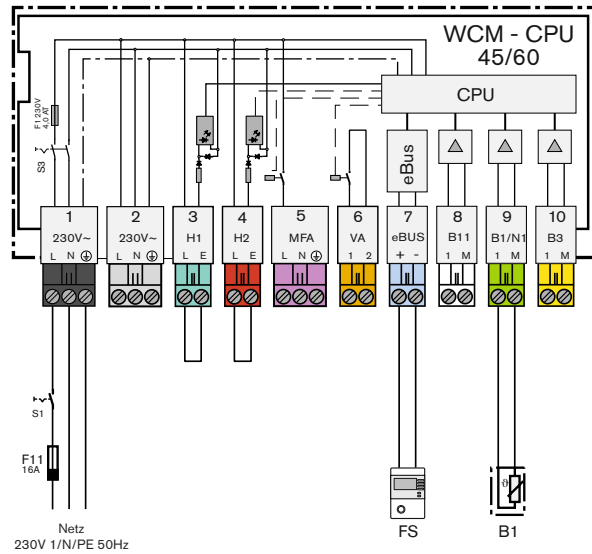 WCM - CPU
45/60
CPU
F1 230V
4,0 AT
S3
eBus
1 2 3 4 5 6 7 8 9 10
230V~ 230V~ H1 H2 MFA VA eBUS B11 B1/N1 B3
L N L N L E L E L N 1 2 + - 1 M 1 M 1 M
S1
F11
16A
ϑ
FS B1
Netz
230V 1/N/PE 50Hz